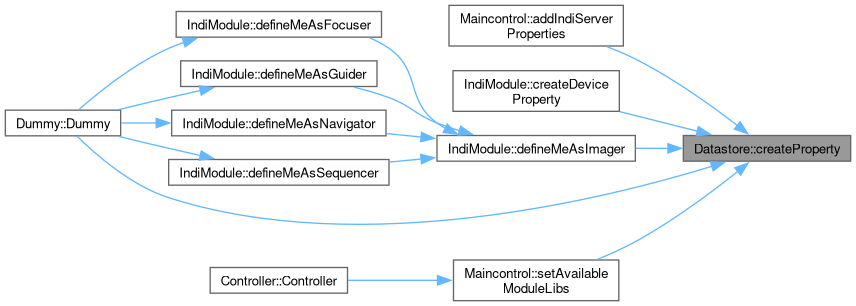 IndiModule::defineMeAsFocuser
Maincontrol::addIndiServer
Properties
IndiModule::defineMeAsGuider
IndiModule::createDevice
Property
Dummy::Dummy
IndiModule::defineMeAsNavigator
IndiModule::defineMeAsImager
Datastore::createProperty
IndiModule::defineMeAsSequencer
Controller::Controller
Maincontrol::setAvailable
ModuleLibs